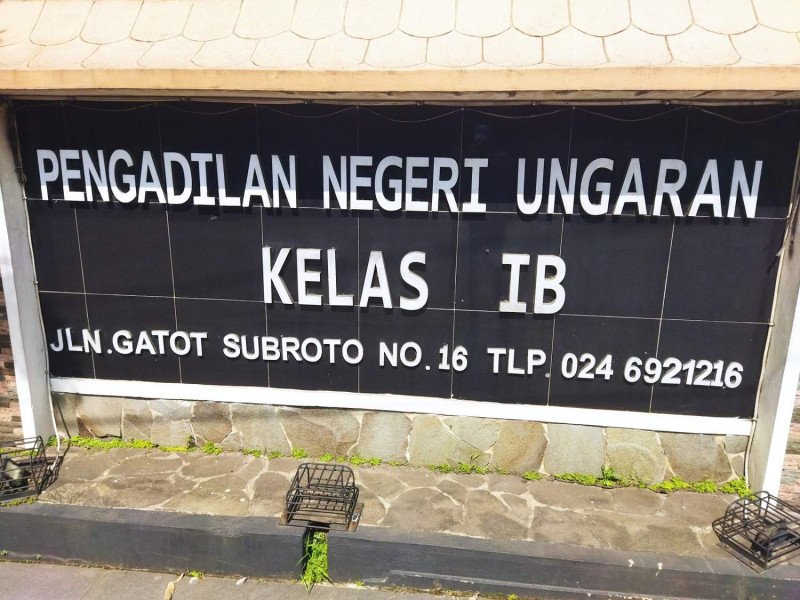 PENGADILAN NEGERI UNGARAN
KELAS IB
JLN.GATOT SUBROTO NO.16 TLP. 024 6921216